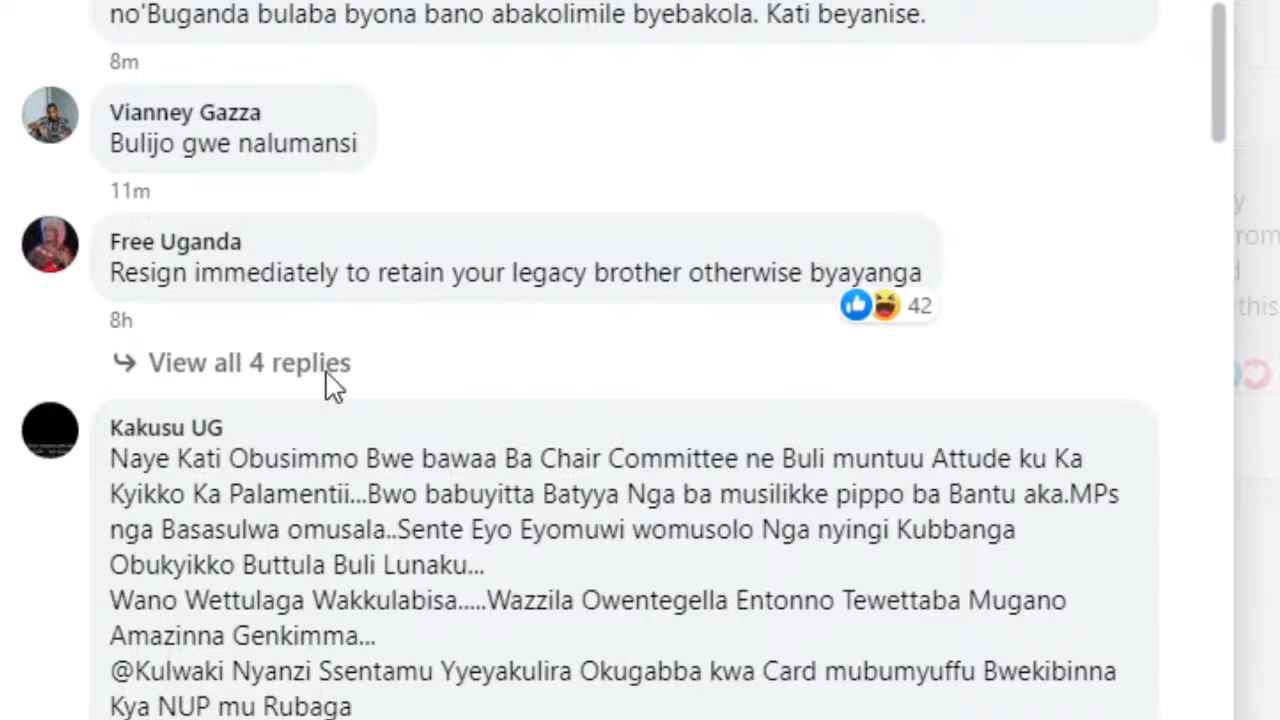 no'Buganda bulaba byona bano abakolimile byebakola. Kati beyanise.
8m
Vianney Gazza
Bulijo gwe nalumansi
11m
Free Uganda
Resign immediately to retain your legacy brother otherwise byayanga
42
8h
View all 4 replies
Kakusu UG
Naye Kati Obusimmo Bwe bawaa Ba Chair Committee ne Buli muntuu Attude ku Ka
Kyikko Ka Palamentii...Bwo babuyitta Batyya Nga ba musilikke pippo ba Bantu aka.MPs
nga Basasulwa omusala..Sente Eyo Eyomuwi womusolo Nga nyingi Kubbanga
Obukyikko Buttula Buli Lunaku...
Wano Wettulaga Wakkulabisa.....Wazzila Owentegella Entonno Tewettaba Mugano
Amazinna Genkimma...
@Kulwaki Nyanzi Ssentamu Yyeyakulira Okugabba kwa Card mubumyuffu Bwekibinna
Kya NUP mu Rubaga
this